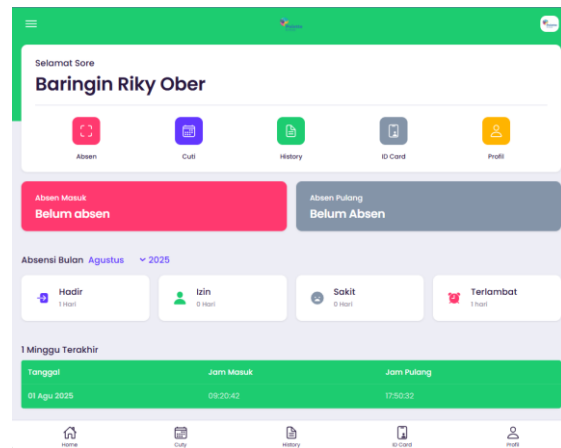 Selamat Sore
Baringin Riky Ober
Absen Cuti History ID Card Profil
Absen Masuk
Belum absen
Absen Pulang
Belum Absen
Absensi Bulan Agustus 2025
Hadir
1 Hari
Izin
0 Hari
Sakit
0 Hari
Terlambat
1 hari
1 Minggu Terakhir
Tanggal Jam Masuk Jam Pulang
01 Agu 2025 09:20:42 17:50:32
Home Cuty History ID Card Profil